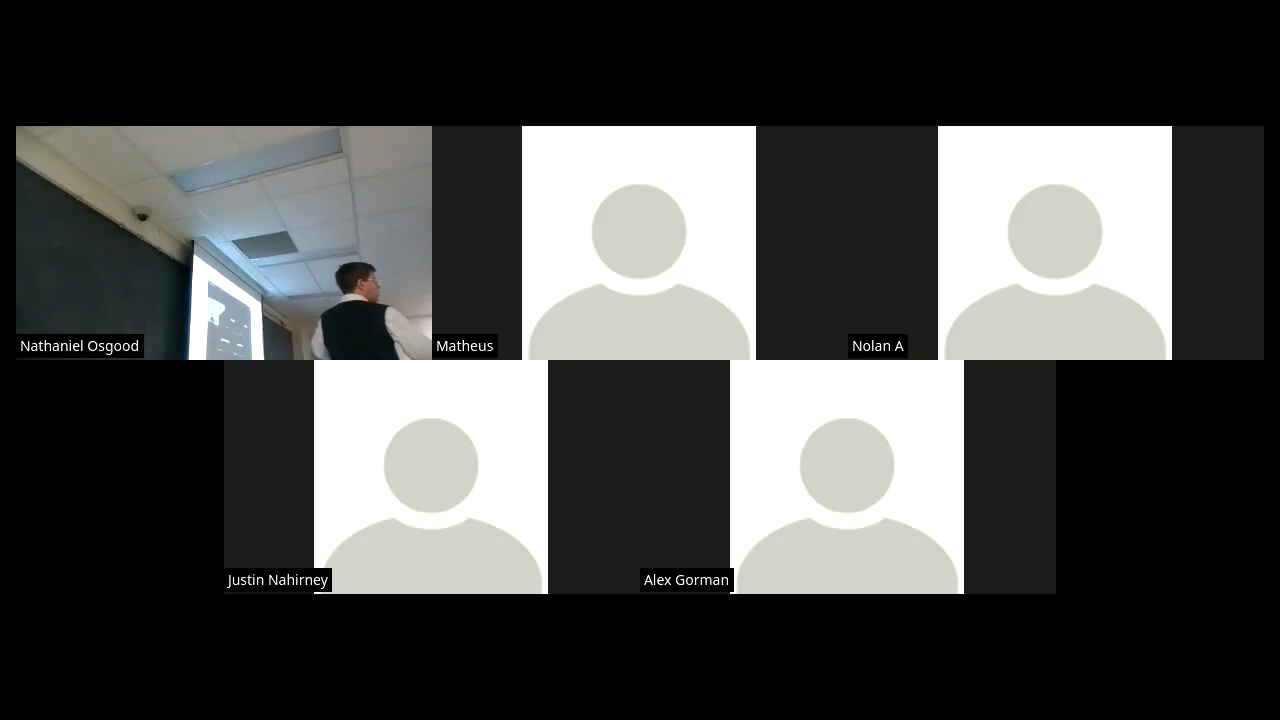 Nathaniel Osgood
Matheus
Nolan A
Justin Nahirney
Alex Gorman